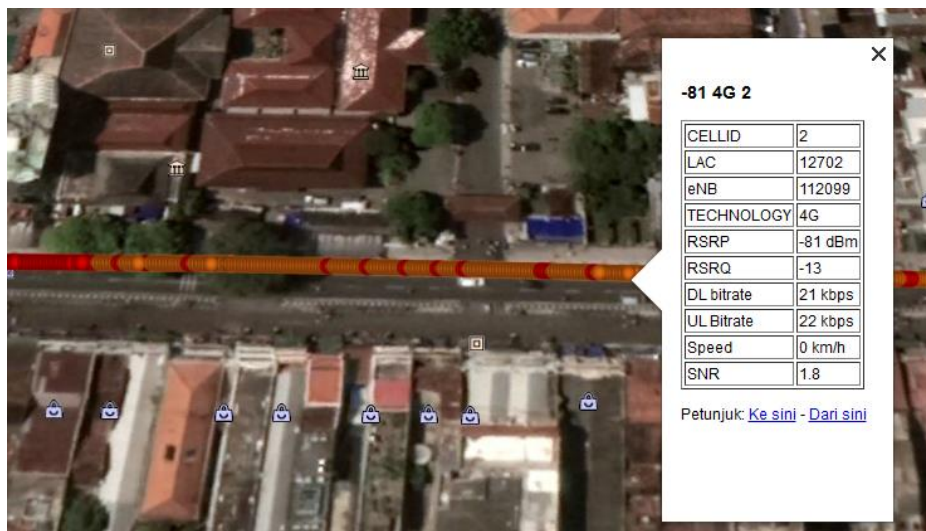 -81 4G 2
CELLID 2
LAC 12702
eNB 112099
TECHNOLOGY 4G
RSRP -81 dBm
RSRQ -13
DL bitrate 21 kbps
UL Bitrate 22 kbps
Speed 0 km/h
SNR 1.8
Petunjuk: Ke sini - Dari sini